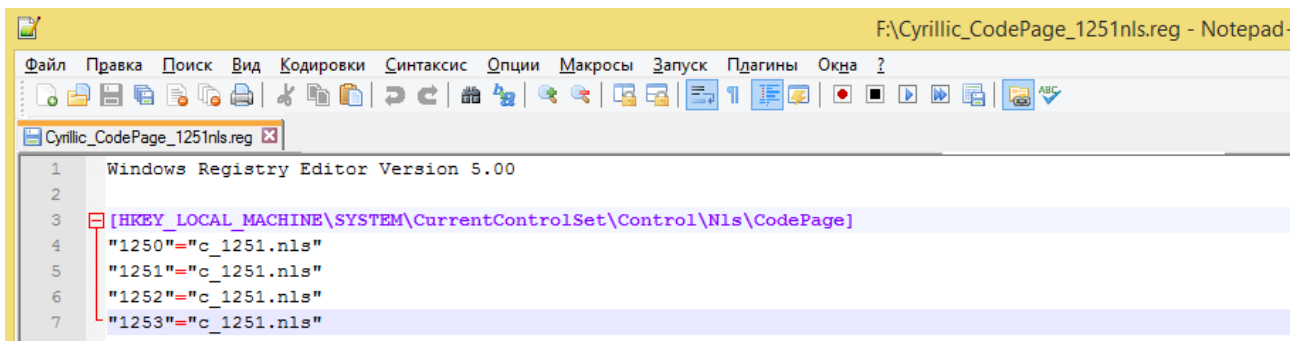 F:\Cyrillic_CodePage_1251nls.reg - Notepad
Файл Правка Поиск Вид Кодировки Синтаксис Опции Макросы Запуск Плагины Окна ?
Cyrillic_CodePage_1251nls.reg
1 Windows Registry Editor Version 5.00
2
3 [HKEY_LOCAL_MACHINE\SYSTEM\CurrentControlSet\Control\Nls\CodePage]
4 "1250"="c_1251.nls"
5 "1251"="c_1251.nls"
6 "1252"="c_1251.nls"
7 "1253"="c_1251.nls"